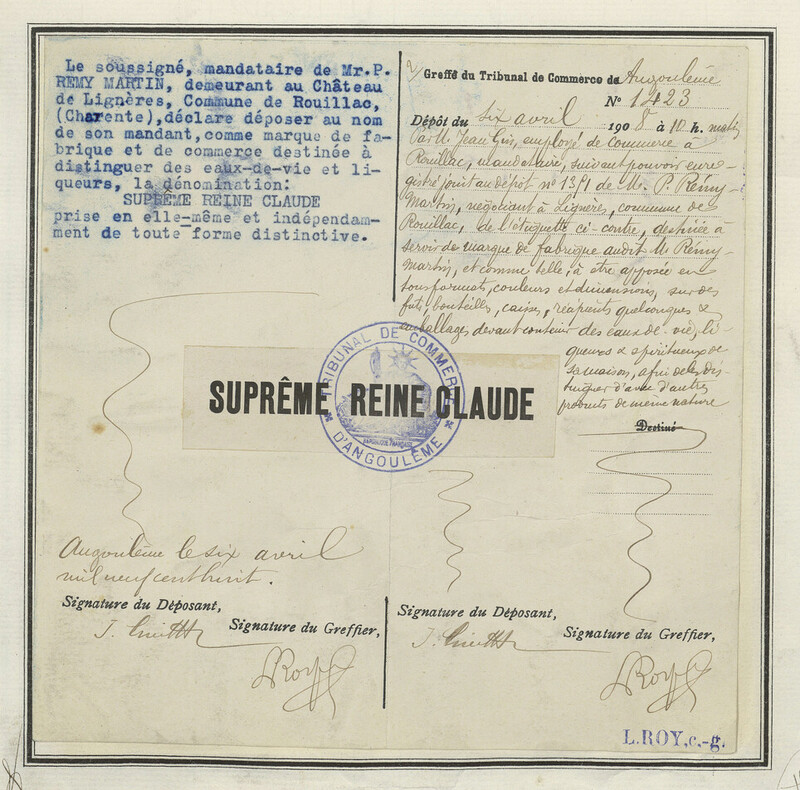 Le soussigné, mandataire de Mr.P.
REMY MARTIN, demeurant au Château
de Lignères, Commune de Rouillac,
(Charente),déclare déposer au nom
de son mandant,comme marque de fa-
brique et de commerce destinée à
distinguer des eaux-de-vie et li-
queurs, la dénomination:
SUPRÊME REINE CLAUDE
prise en elle-même et indépendam-
ment de toute forme distinctive.
Greffe du Tribunal de Commerce de Angoulême
N° 1423
Dépôt du six avril 1908 à 10 h. matin
Par M. Jean, employé de commerce à
Rouillac, mandataire, suivant pouvoir enre-
gistré joint au dépôt n° 1351 de M. P. Rémy-
Martin, négociant à Lignères, commune de
Rouillac, de l'étiquette ci-contre, destinée à
servir de marque de fabrique audit M. Rémy-
Martin, et comme telle, à être apposée en
tous formats, couleurs et dimensions, sur des
fûts, bouteilles, caisses, récipients quelconques &
emballages devant contenir des eaux-de-vie, li-
queurs & spiritueux de
sa maison, afin de les dis-
tinguer d'avec d'autres
produits de même nature
Destiné
SUPRÊME REINE CLAUDE
TRIBUNAL DE COMMERCE
D'ANGOULÊME
RÉPUBLIQUE FRANÇAISE
Angoulême le six avril
mil neuf cent huit.
Signature du Déposant,
Signature du Greffier,
LRoy
Signature du Déposant,
Signature du Greffier,
LRoy
L.ROY,c.-g.